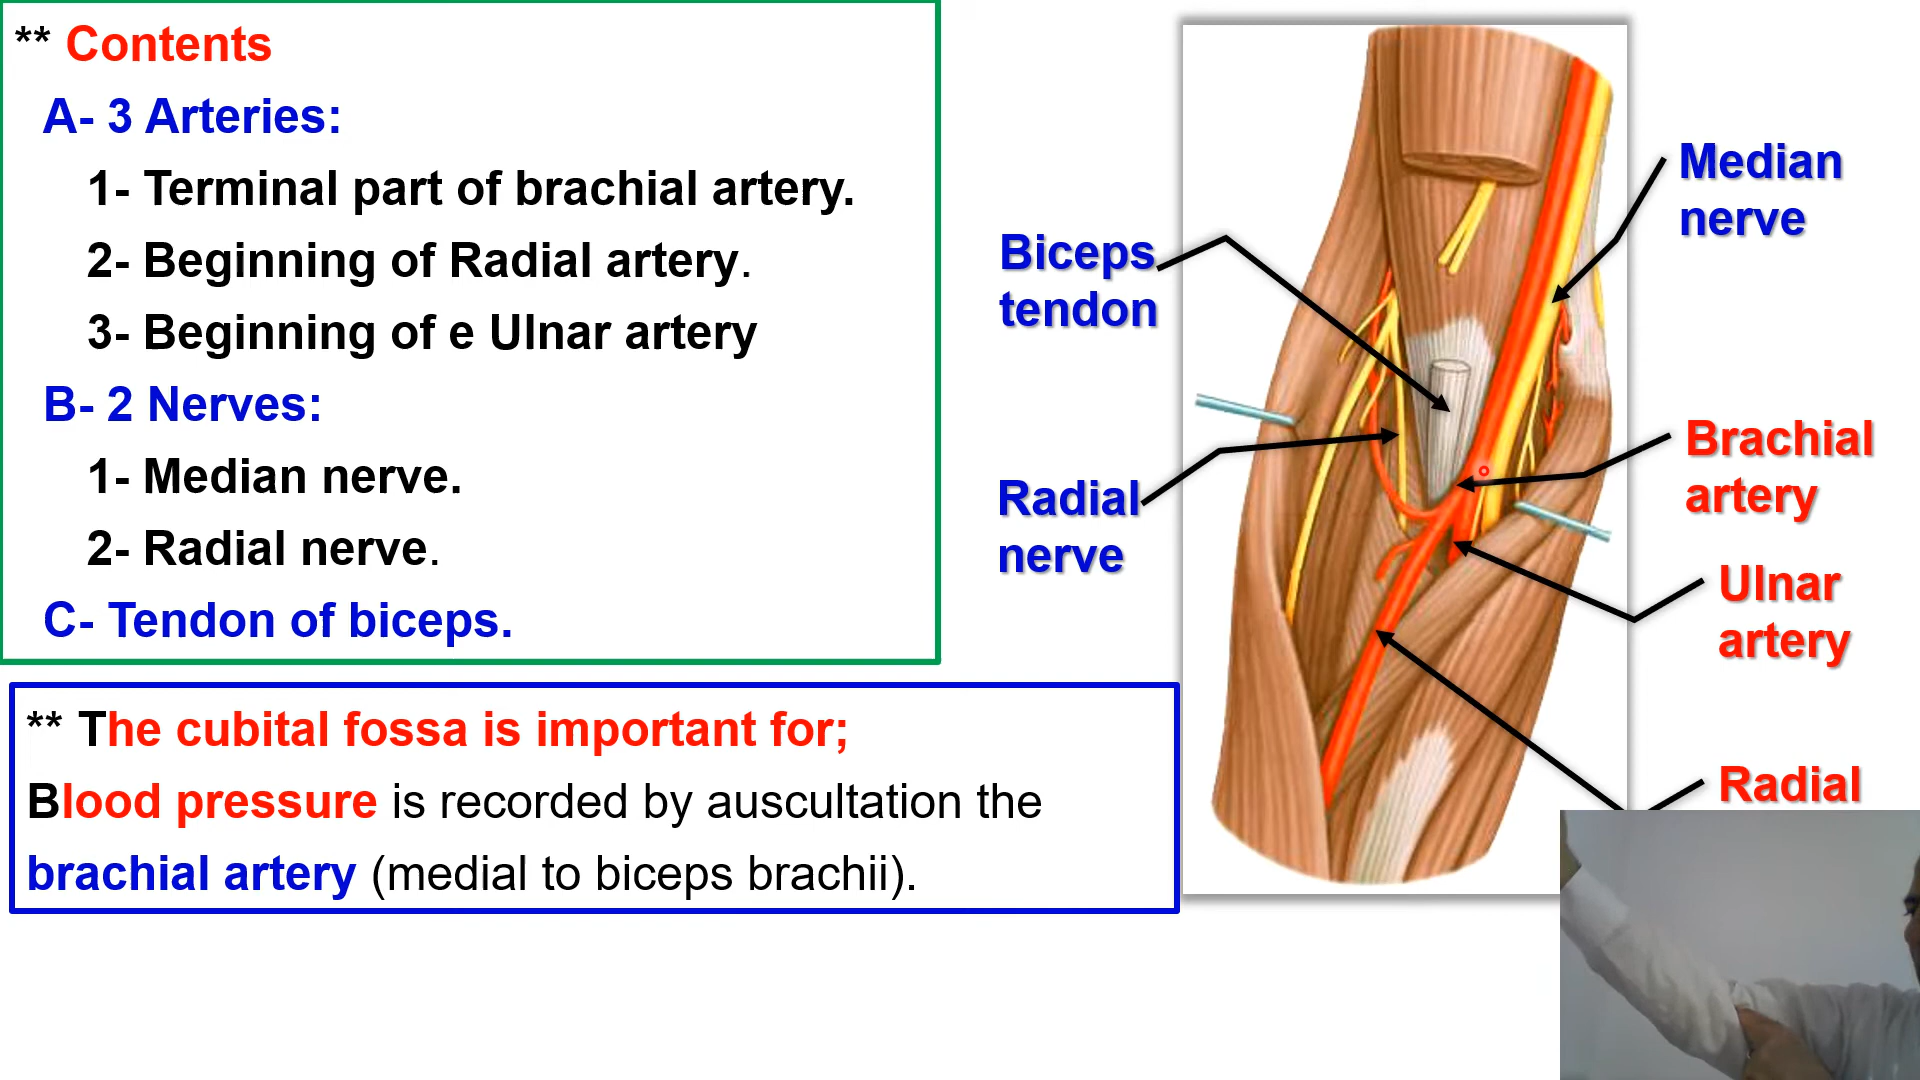 ** Contents
A- 3 Arteries:
1- Terminal part of brachial artery.
2- Beginning of Radial artery.
3- Beginning of e Ulnar artery
B- 2 Nerves:
1- Median nerve.
2- Radial nerve.
C- Tendon of biceps.
** The cubital fossa is important for;
Blood pressure is recorded by auscultation the
brachial artery (medial to biceps brachii).
Biceps
tendon
Radial
nerve
Median
nerve
Brachial
artery
Ulnar
artery
Radial